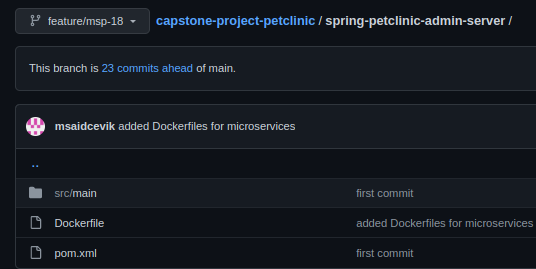 feature/msp-18 capstone-project-petclinic / spring-petclinic-admin-server /
This branch is 23 commits ahead of main.
msaidcevik added Dockerfiles for microservices
..
src/main first commit
Dockerfile added Dockerfiles for microservices
pom.xml first commit